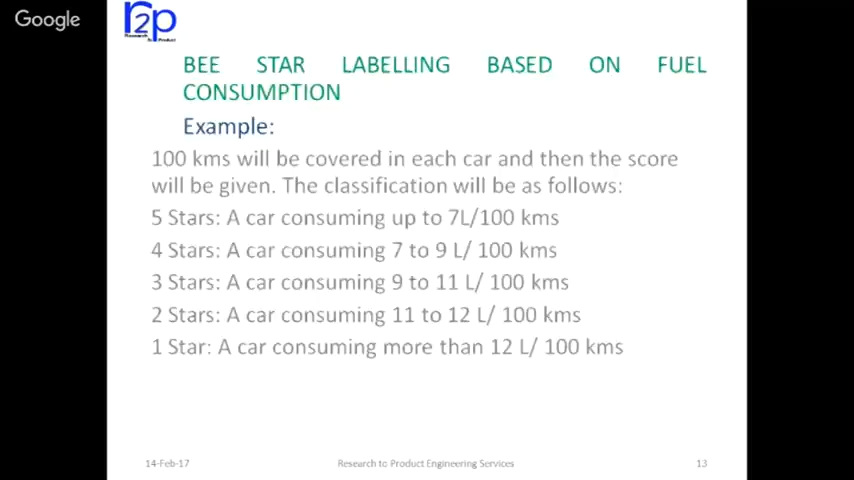 Google
r2p
Research to Product
BEE STAR LABELLING BASED ON FUEL
CONSUMPTION
Example:
100 kms will be covered in each car and then the score
will be given. The classification will be as follows:
5 Stars: A car consuming up to 7L/100 kms
4 Stars: A car consuming 7 to 9 L/ 100 kms
3 Stars: A car consuming 9 to 11 L/ 100 kms
2 Stars: A car consuming 11 to 12 L/ 100 kms
1 Star: A car consuming more than 12 L/ 100 kms
14-Feb-17 Research to Product Engineering Services 13